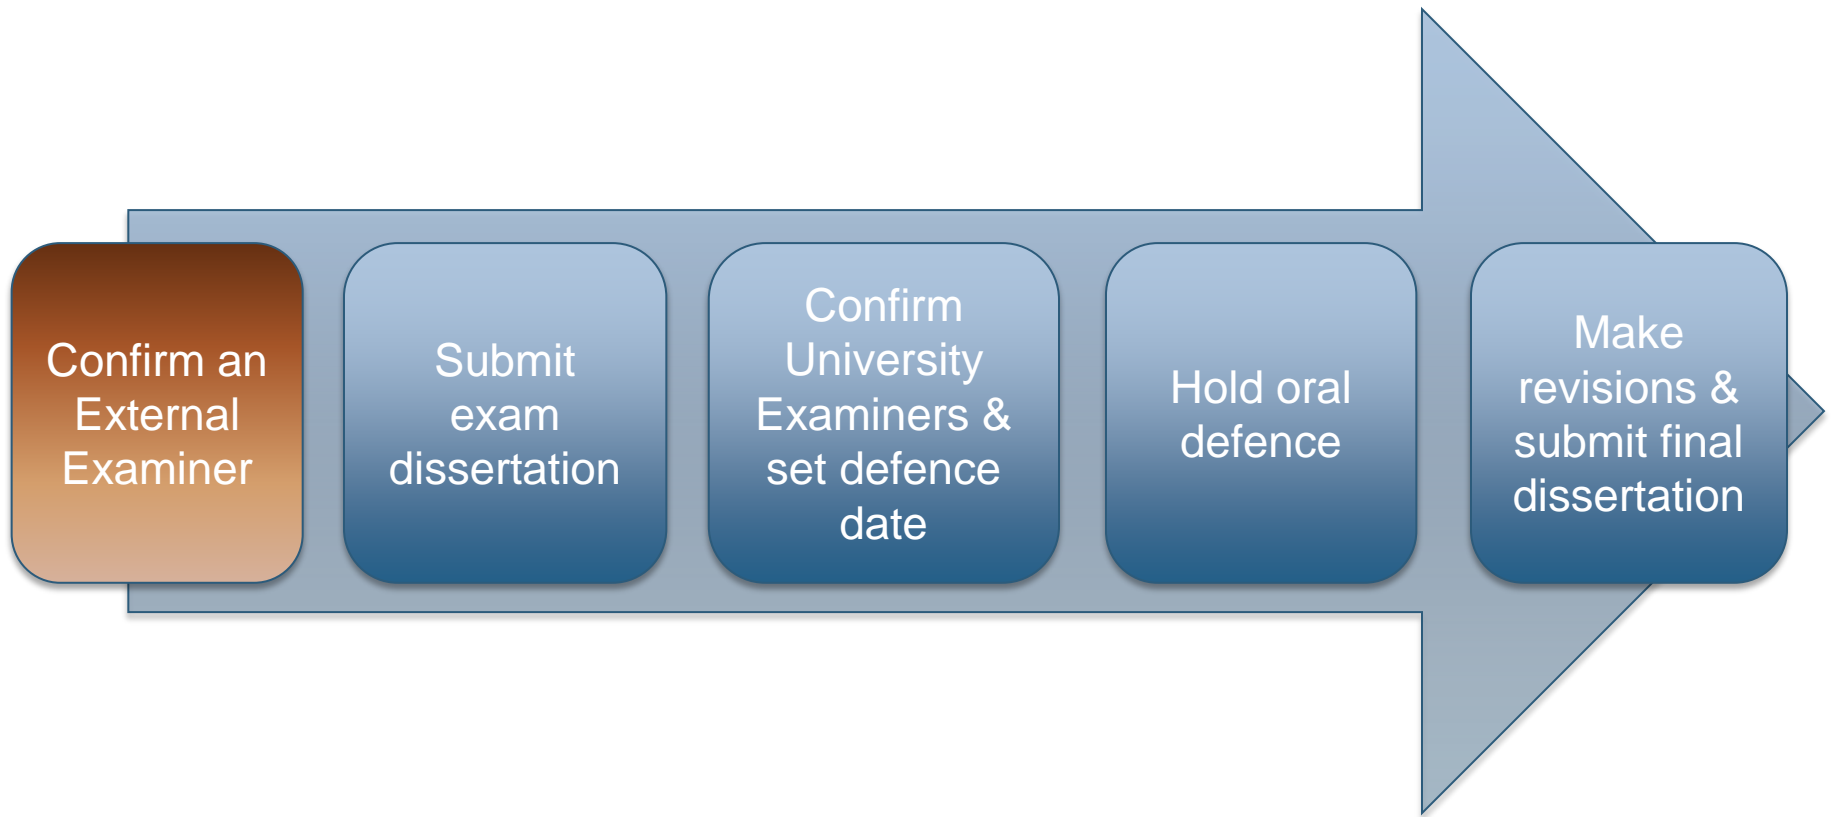 Confirm an
External
Examiner
Submit
exam
dissertation
Confirm
University
Examiners &
set defence
date
Hold oral
defence
Make
revisions &
submit final
dissertation